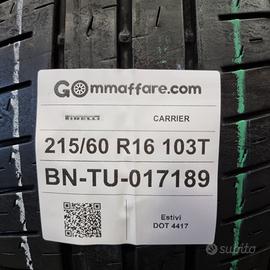 GOmmaffare.com
PIRELLI
CARRIER
215/60 R16 103T
BN-TU-017189
Estivi
DOT 4417
subito